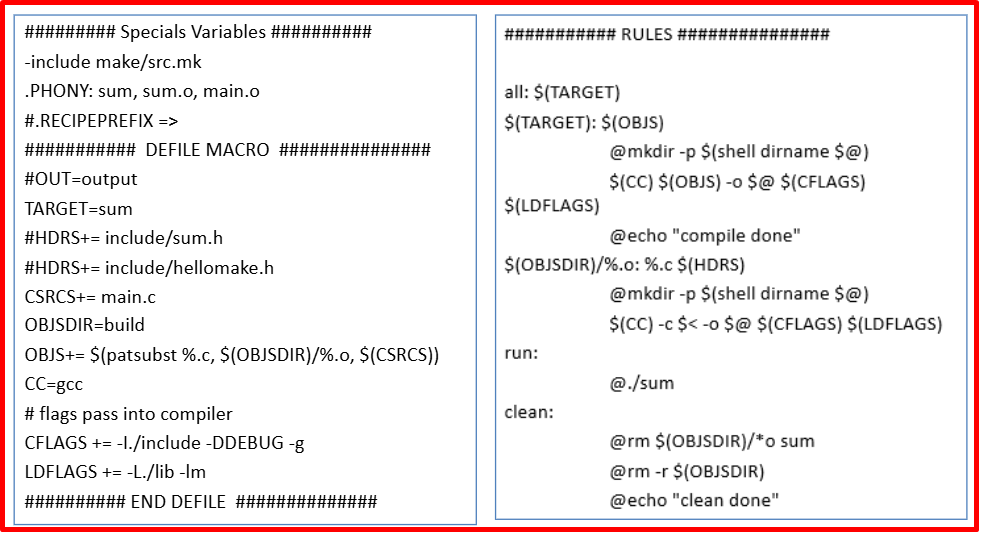 ######### Specials Variables ##########
-include make/src.mk
.PHONY: sum, sum.o, main.o
#.RECIPEPREFIX =>
########### DEFILE MACRO ###############
#OUT=output
TARGET=sum
#HDRS+= include/sum.h
#HDRS+= include/hellomake.h
CSRCS+= main.c
OBJSDIR=build
OBJS+= $(patsubst %.c, $(OBJSDIR)/%.o, $(CSRCS))
CC=gcc
# flags pass into compiler
CFLAGS += -I./include -DDEBUG -g
LDFLAGS += -L./lib -lm
########## END DEFILE ##############
########### RULES ###############
all: $(TARGET)
$(TARGET): $(OBJS)
@mkdir -p $(shell dirname $@)
$(CC) $(OBJS) -o $@ $(CFLAGS)
$(LDFLAGS)
@echo "compile done"
$(OBJSDIR)/%.o: %.c $(HDRS)
@mkdir -p $(shell dirname $@)
$(CC) -c $< -o $@ $(CFLAGS) $(LDFLAGS)
run:
@./sum
clean:
@rm $(OBJSDIR)/*o sum
@rm -r $(OBJSDIR)
@echo "clean done"